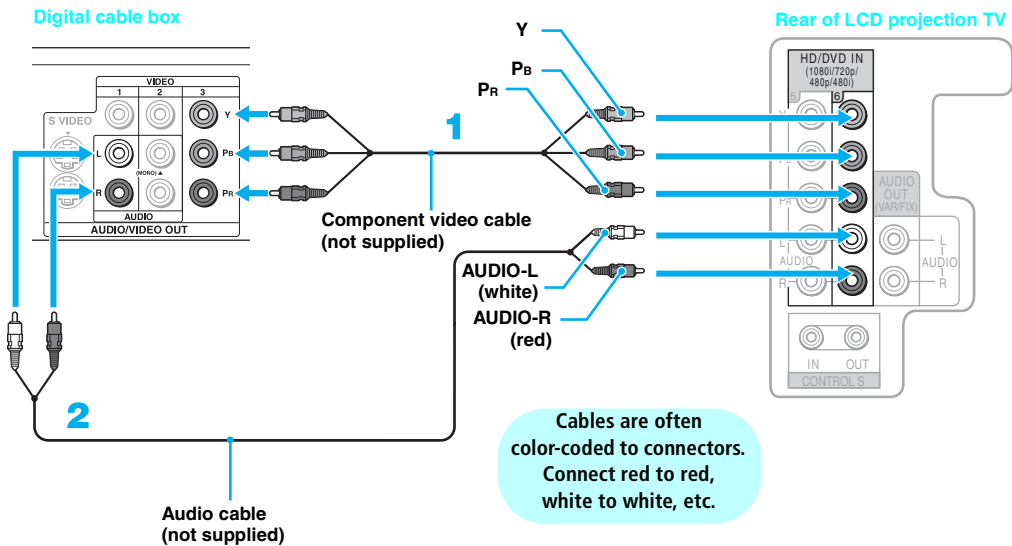 Digital cable box
Rear of LCD projection TV
Y
PB
PR
HD/DVD IN
(1080i/720p/
480p/480i)
5
6
VIDEO
1
2
3
S VIDEO
Y
L
PB
(MONO)
R
PR
AUDIO
AUDIO/VIDEO OUT
1
Component video cable
(not supplied)
AUDIO-L
(white)
AUDIO-R
(red)
Y
PR
L
AUDIO
R
AUDIO
OUT
(VAR/FIX)
L
AUDIO
R
IN
OUT
CONTROL S
2
Cables are often
color-coded to connectors.
Connect red to red,
white to white, etc.
Audio cable
(not supplied)